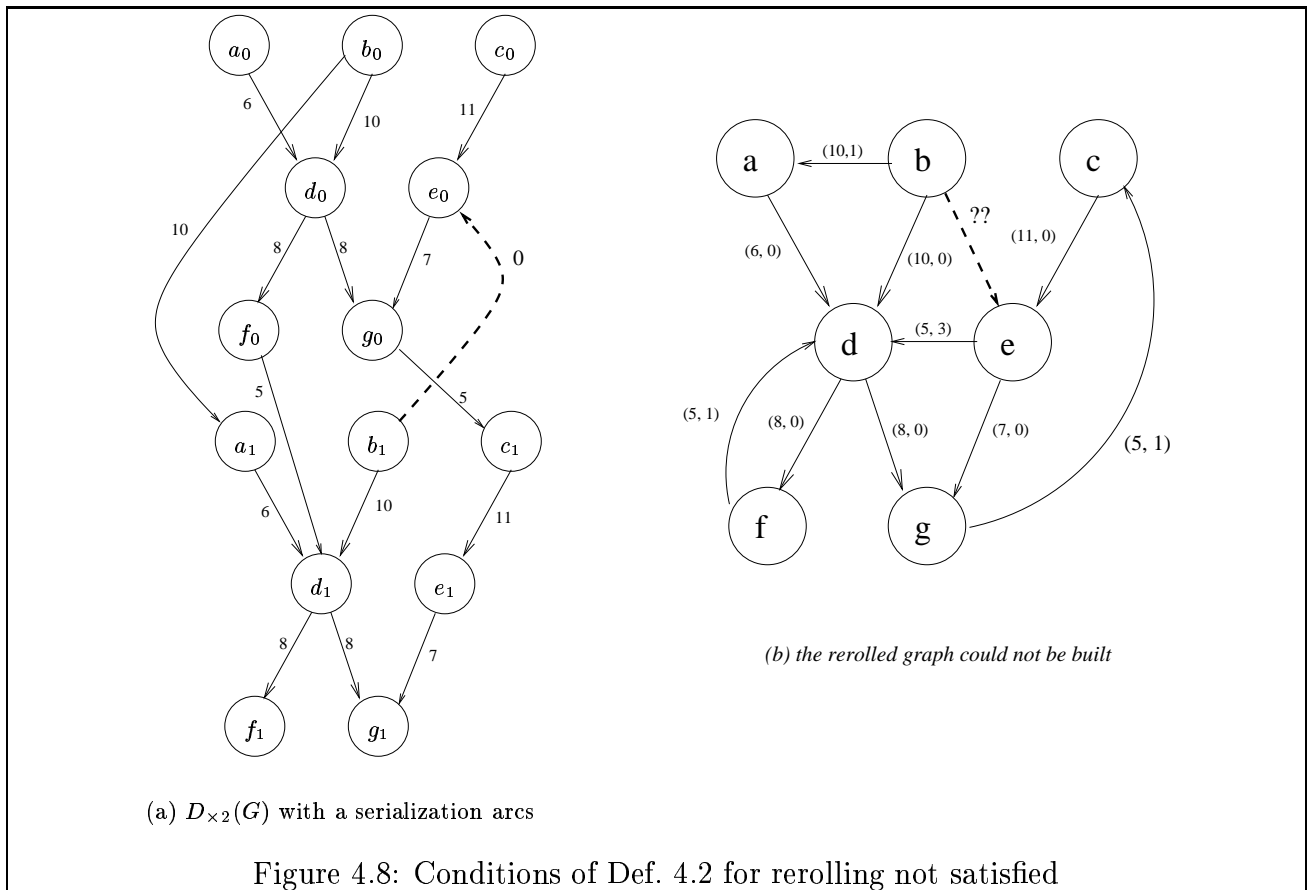 a₀ b₀ c₀
6 10 11
d₀ e₀
10 8 8 7 0
f₀ g₀
5 5
a₁ b₁ c₁
6 10 11
d₁ e₁
8 8 7
f₁ g₁
(a) D×₂(G) with a serialization arcs
a (10,1) b c
??
(6, 0) (10, 0) (11, 0)
d (5, 3) e
(5, 1) (8, 0) (8, 0) (7, 0) (5, 1)
f g
(b) the rerolled graph could not be built
Figure 4.8: Conditions of Def. 4.2 for rerolling not satisfied